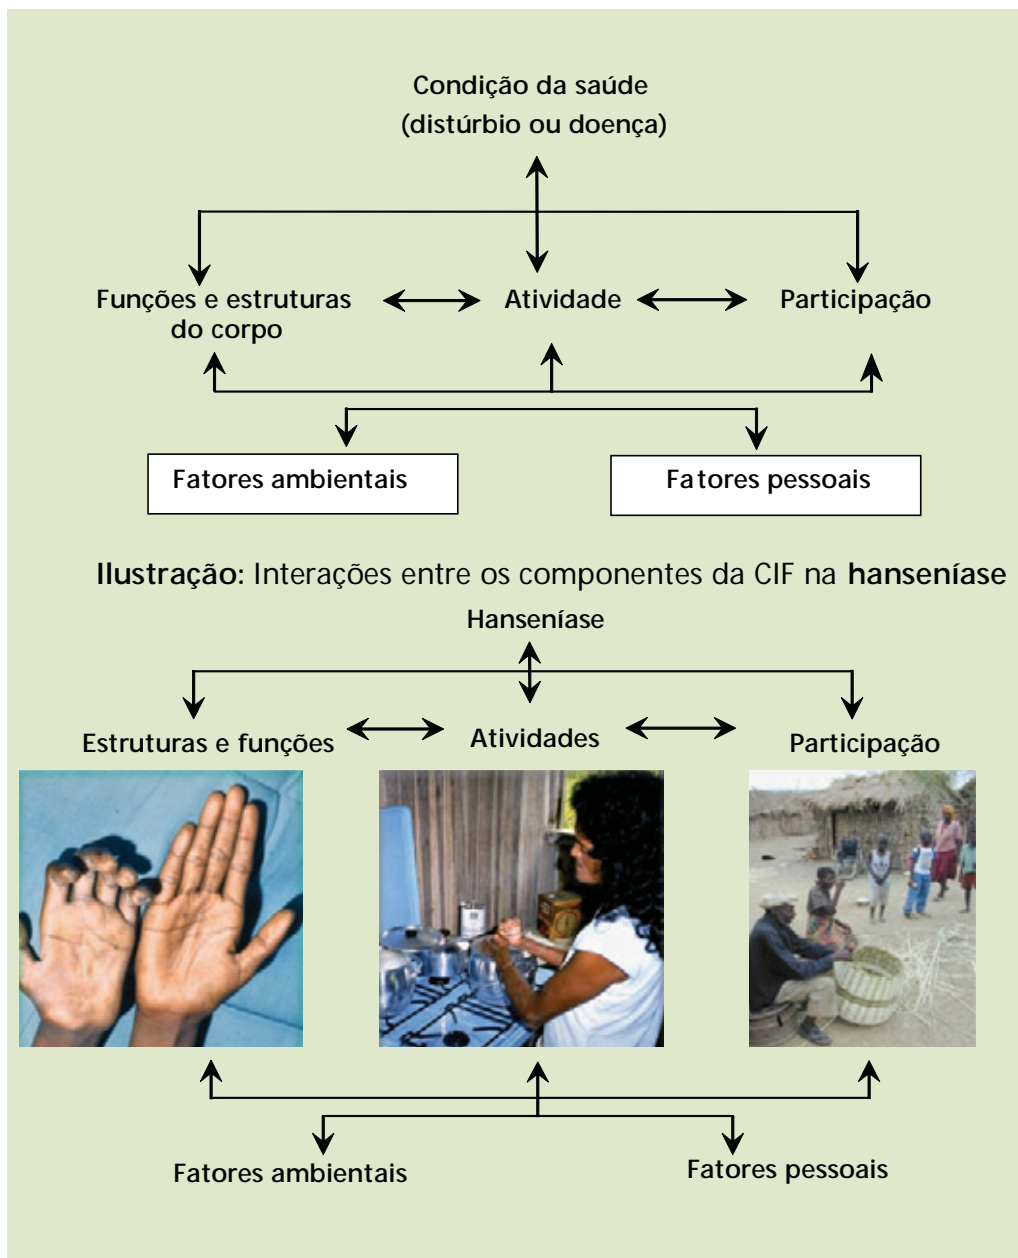 Condição da saúde
(distúrbio ou doença)
Funções e estruturas
do corpo
Atividade
Participação
Fatores ambientais
Fatores pessoais
Ilustração: Interações entre os componentes da CIF na hanseníase
Hanseníase
Estruturas e funções
Atividades
Participação
Fatores ambientais
Fatores pessoais